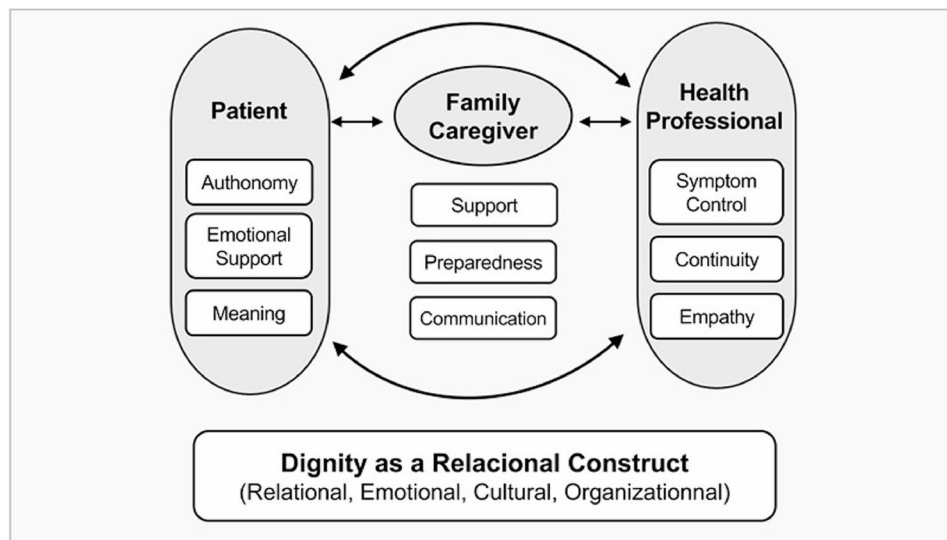 Patient
Authonomy
Emotional
Support
Meaning
Family
Caregiver
Support
Preparedness
Communication
Health
Professional
Symptom
Control
Continuity
Empathy
Dignity as a Relacional Construct
(Relational, Emotional, Cultural, Organizationnal)